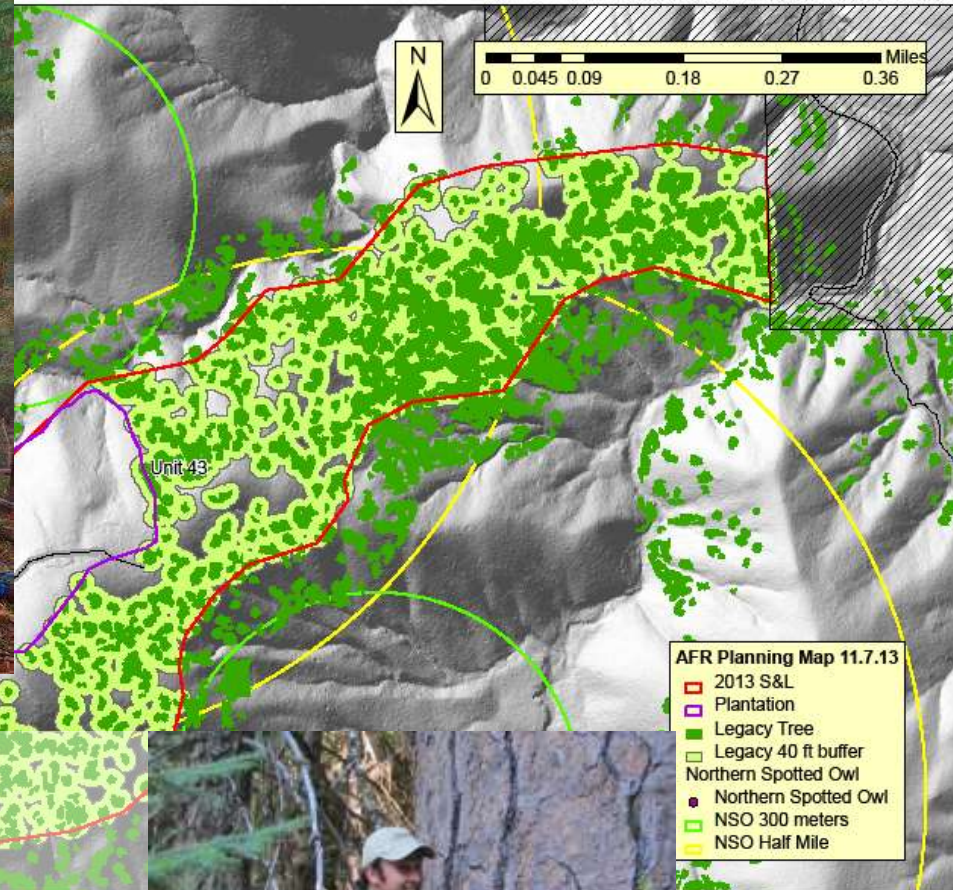 N
Miles
0 0.045 0.09 0.18 0.27 0.36
Unit 43
AFR Planning Map 11.7.13
2013 S&L
Plantation
Legacy Tree
Legacy 40 ft buffer
Northern Spotted Owl
Northern Spotted Owl
NSO 300 meters
NSO Half Mile